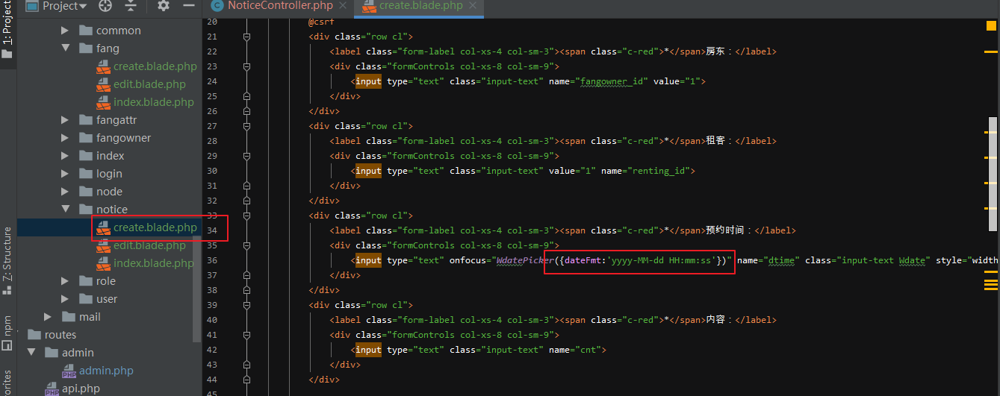 Project
NoticeController.php
create.blade.php
1: Project
Z: Structure
npm
common
fang
create.blade.php
edit.blade.php
index.blade.php
fangattr
fangowner
index
login
node
notice
create.blade.php
edit.blade.php
index.blade.php
role
user
mail
routes
admin
admin.php
api.php
20 @csrf
21 <div class="row cl">
22 <label class="form-label col-xs-4 col-sm-3"><span class="c-red">*</span>房东：</label>
23 <div class="formControls col-xs-8 col-sm-9">
24 <input type="text" class="input-text" name="fangowner_id" value="1">
25 </div>
26 </div>
27 <div class="row cl">
28 <label class="form-label col-xs-4 col-sm-3"><span class="c-red">*</span>租客：</label>
29 <div class="formControls col-xs-8 col-sm-9">
30 <input type="text" class="input-text" value="1" name="renting_id">
31 </div>
32 </div>
33 <div class="row cl">
34 <label class="form-label col-xs-4 col-sm-3"><span class="c-red">*</span>预约时间：</label>
35 <div class="formControls col-xs-8 col-sm-9">
36 <input type="text" onfocus="WdatePicker({dateFmt:'yyyy-MM-dd HH:mm:ss'})" name="dtime" class="input-text Wdate" style="width
37 </div>
38 </div>
39 <div class="row cl">
40 <label class="form-label col-xs-4 col-sm-3"><span class="c-red">*</span>内容：</label>
41 <div class="formControls col-xs-8 col-sm-9">
42 <input type="text" class="input-text" name="cnt">
43 </div>
44 </div>
45